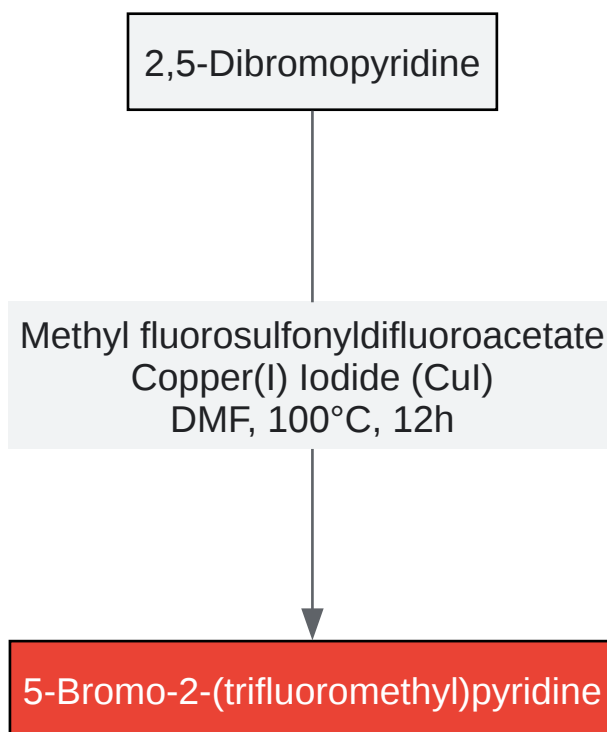 2,5-Dibromopyridine
Methyl fluorosulfonyldifluoroacetate
Copper(I) Iodide (CuI)
DMF, 100°C, 12h
5-Bromo-2-(trifluoromethyl)pyridine